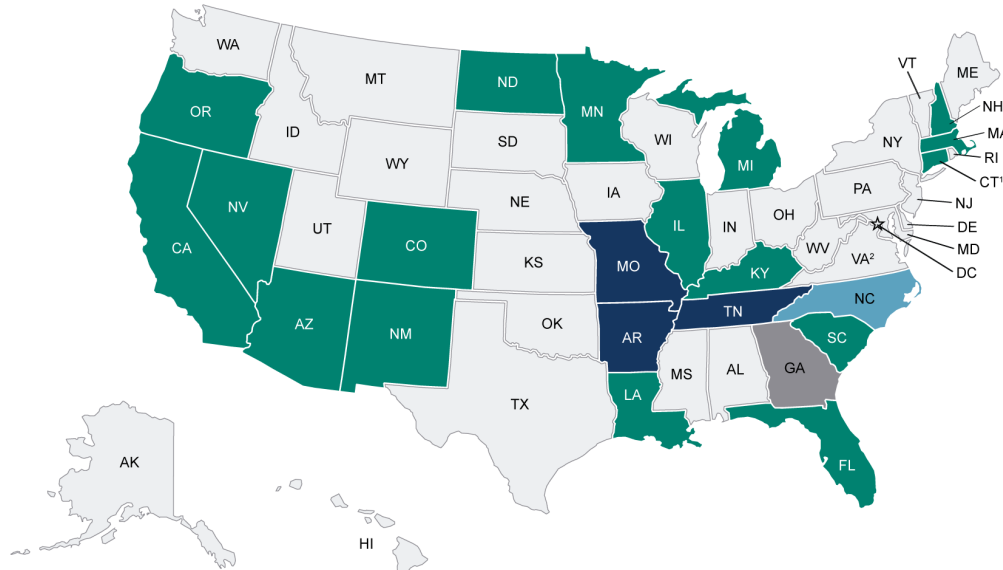 WA
MT
ND
MN
VT
ME
OR
ID
SD
WI
NY
NH
MA
WY
MI
RI
CT¹
NV
NE
IA
PA
NJ
CA
UT
CO
IL
IN
OH
DE
KS
MO
WV
VA²
MD
KY
DC
AZ
NM
OK
TN
NC
AR
SC
TX
LA
MS
AL
GA
AK
FL
HI